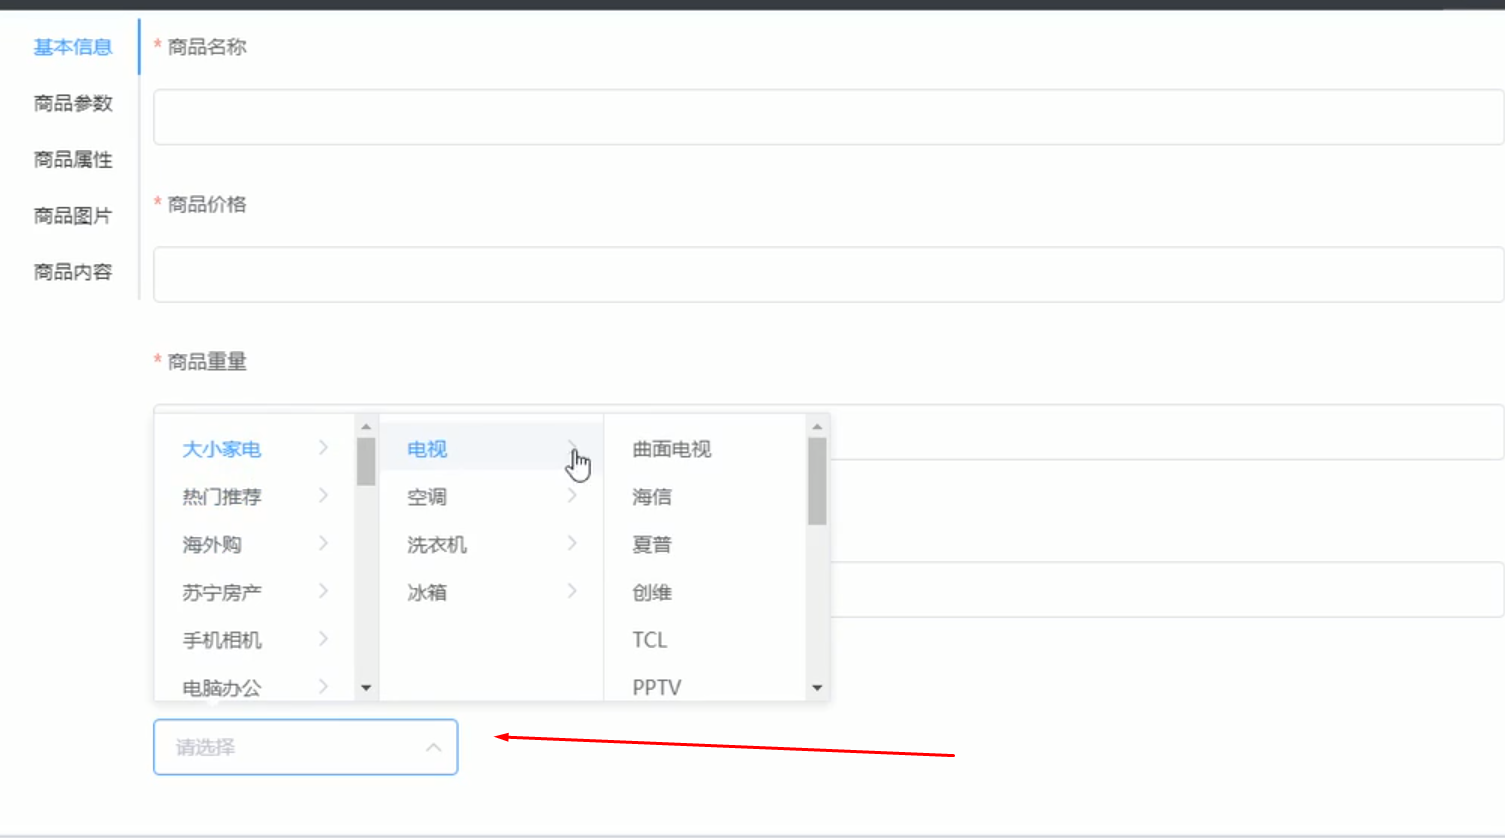 基本信息
商品参数
商品属性
商品图片
商品内容
* 商品名称
* 商品价格
* 商品重量
大小家电
热门推荐
海外购
苏宁房产
手机相机
电脑办公
电视
空调
洗衣机
冰箱
曲面电视
海信
夏普
创维
TCL
PPTV
请选择